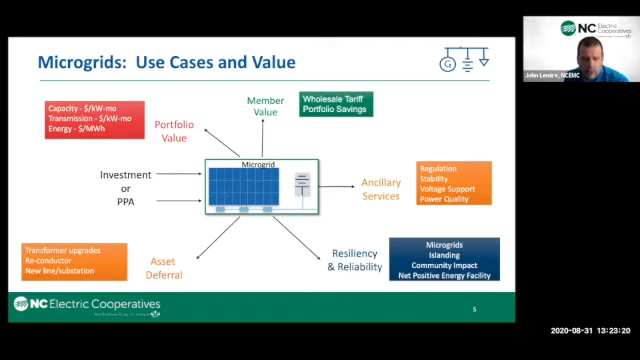 Microgrids: Use Cases and Value
G
NC Electric
Cooperatives
John Lemire, NCEMC
Capacity - $/kW-mo
Transmission - $/kW-mo
Energy - $/MWh
Portfolio
Value
Member
Value
Wholesale Tariff
Portfolio Savings
Investment
or
PPA
Microgrid
Ancillary
Services
Regulation
Stability
Voltage Support
Power Quality
Transformer upgrades
Re-conductor
New line/substation
Asset
Deferral
Resiliency
& Reliability
Microgrids
Islanding
Community Impact
Net Positive Energy Facility
NC Electric Cooperatives
5
2020-08-31 13:23:20